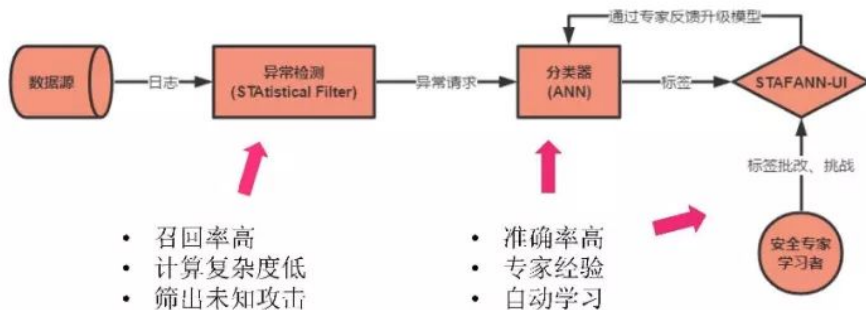 通过专家反馈升级模型
数据源
日志
异常检测
(STAtistical Filter)
异常请求
分类器
(ANN)
标签
STAFANN-UI
标签批改、挑战
安全专家
学习者
• 召回率高
• 计算复杂度低
• 筛出未知攻击
• 准确率高
• 专家经验
• 自动学习